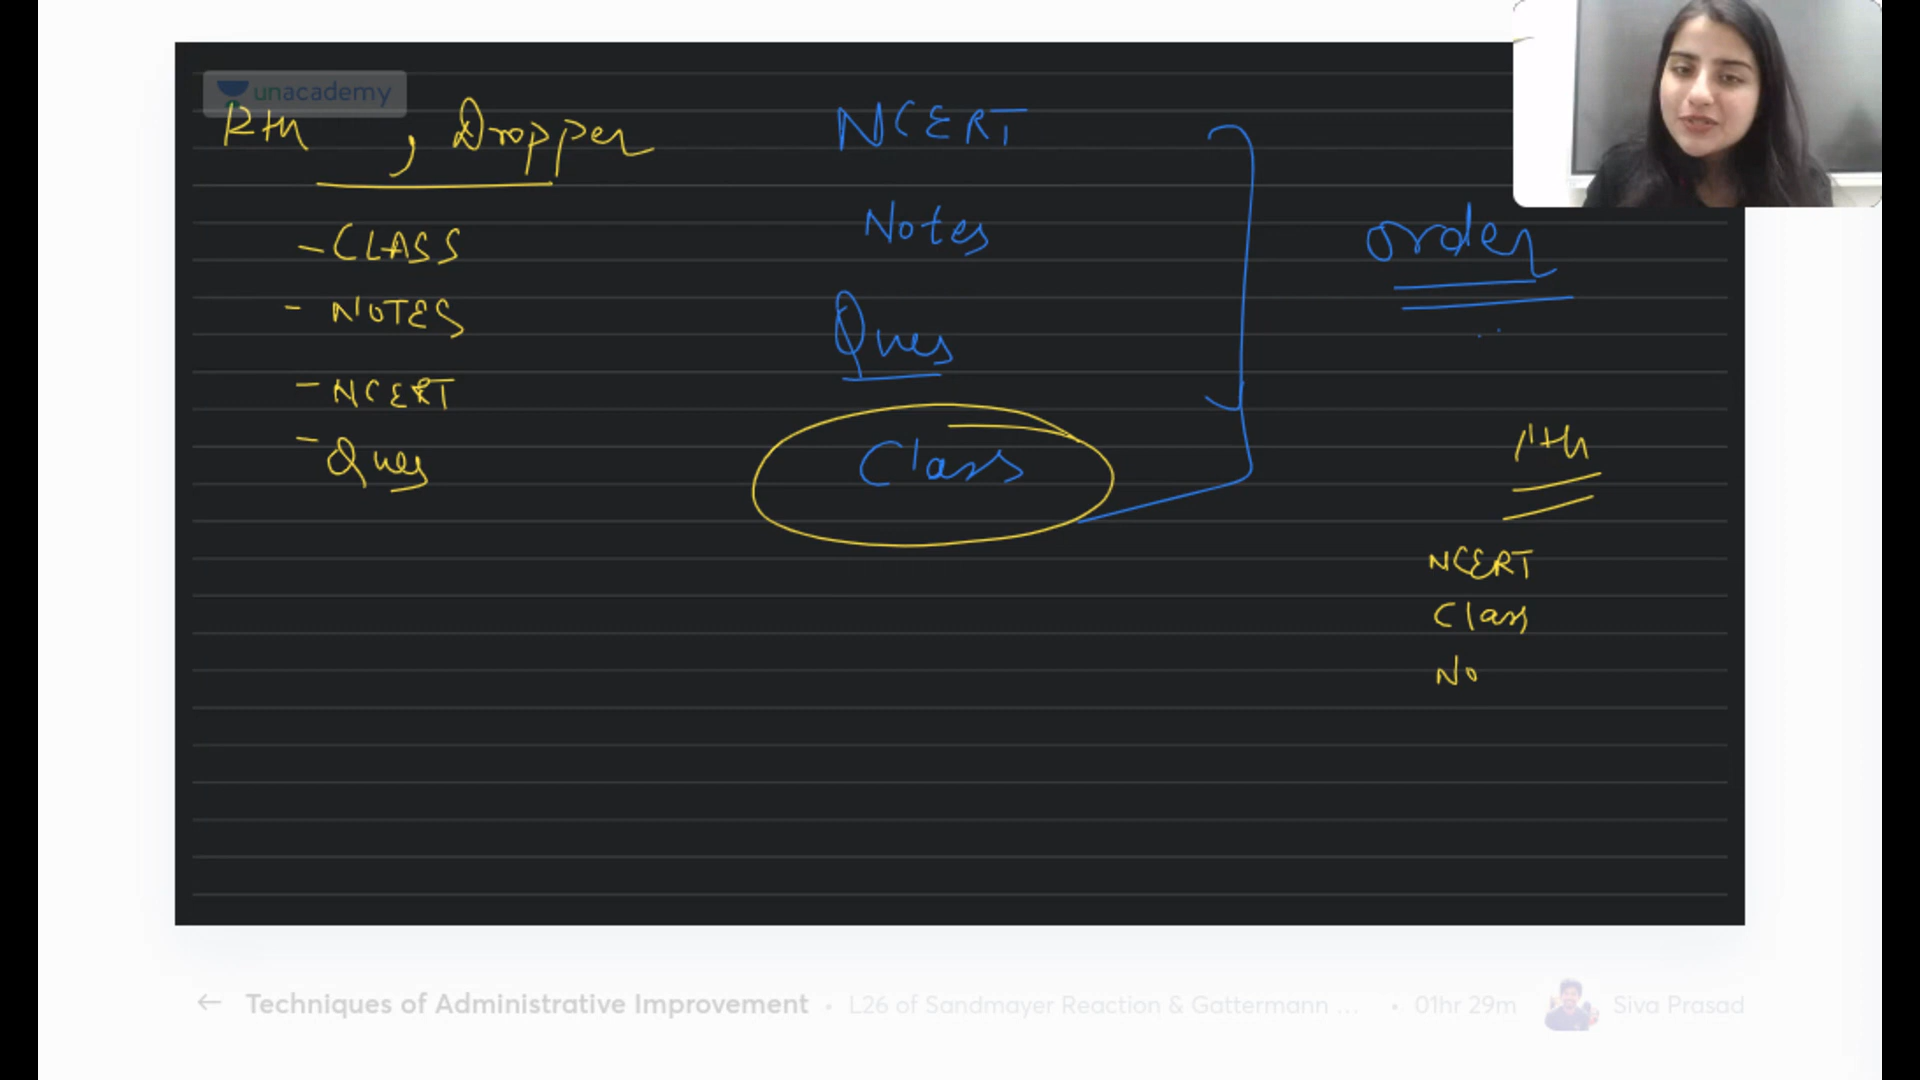 unacademy
12th , Dropper
- CLASS
- NOTES
- NCERT
- Ques
NCERT
Notes
Ques
Class
order
11th
NCERT
Class
No
← Techniques of Administrative Improvement • L26 of Sandmayer Reaction & Gattermann ... • 01hr 29m Siva Prasad